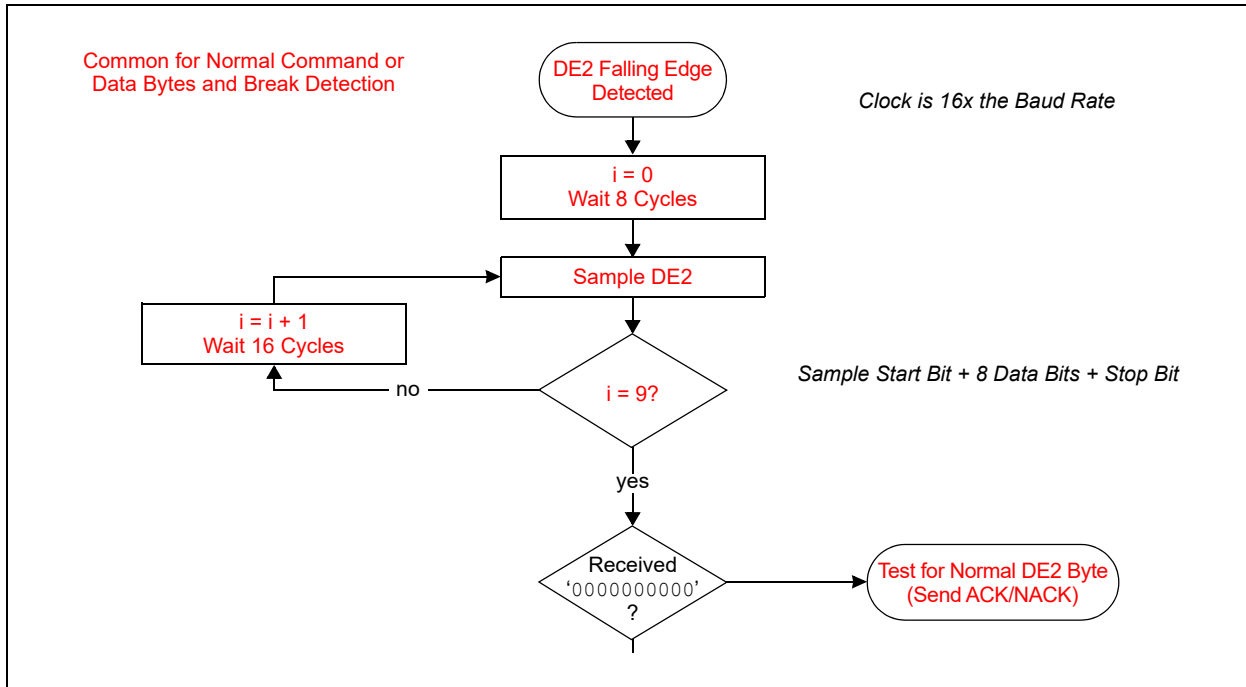 Common for Normal Command or
Data Bytes and Break Detection
DE2 Falling Edge
Detected
Clock is 16x the Baud Rate
i = 0
Wait 8 Cycles
Sample DE2
i = i + 1
Wait 16 Cycles
no
i = 9?
Sample Start Bit + 8 Data Bits + Stop Bit
yes
Received
‘0000000000’
?
Test for Normal DE2 Byte
(Send ACK/NACK)